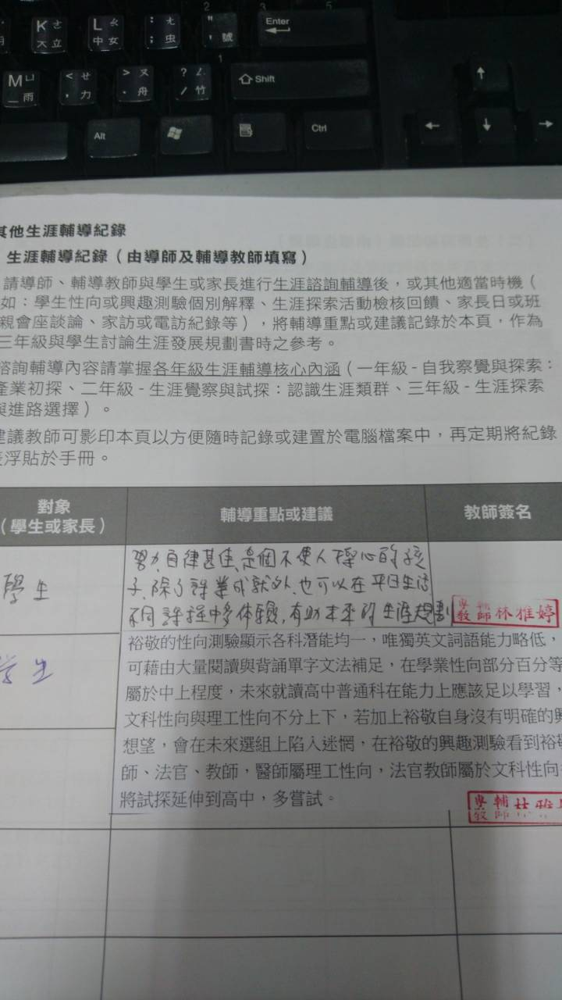 2 3 5
K ㄜ 大 立
L ㄠ 中 女
: ㄤ ; 虫
" , 號
Enter
1
M ㄩ 一 雨
< ㄝ , 力
> ㄡ . 舟
? ㄥ / 竹
Shift
Alt
Ctrl
其他生涯輔導紀錄
生涯輔導紀錄(由導師及輔導教師填寫)
請導師、輔導教師與學生或家長進行生涯諮詢輔導後,或其他適當時機(
如:學生性向或興趣測驗個別解釋、生涯探索活動檢核回饋、家長日或班
親會座談論、家訪或電訪紀錄等),將輔導重點或建議記錄於本頁,作為
三年級與學生討論生涯發展規劃書時之參考。
諮詢輔導內容請掌握各年級生涯輔導核心內涵(一年級-自我察覺與探索:
產業初探、二年級-生涯覺察與試探:認識生涯類群、三年級-生涯探索
與進路選擇)。
建議教師可影印本頁以方便隨時記錄或建置於電腦檔案中,再定期將紀錄
浮貼於手冊。
對象
(學生或家長)
輔導重點或建議
教師簽名
學生
努力自律甚佳,是個不使人操心的孩
子,除了課業成就外,也可以在平日生活
不同課程中多体驗,有助未來的生涯規劃
專輔
教師
林雅婷
学生
裕敬的性向測驗顯示各科潛能均一,唯獨英文詞語能力略低,
可藉由大量閱讀與背誦單字文法補足,在學業性向部分百分等
屬於中上程度,未來就讀高中普通科在能力上應該足以學習,
文科性向與理工性向不分上下,若加上裕敬自身沒有明確的興
想望,會在未來選組上陷入迷惘,在裕敬的興趣測驗看到裕敬
師、法官、教師,醫師屬理工性向,法官教師屬於文科性向
將試探延伸到高中,多嘗試。
專輔
教師
林雅